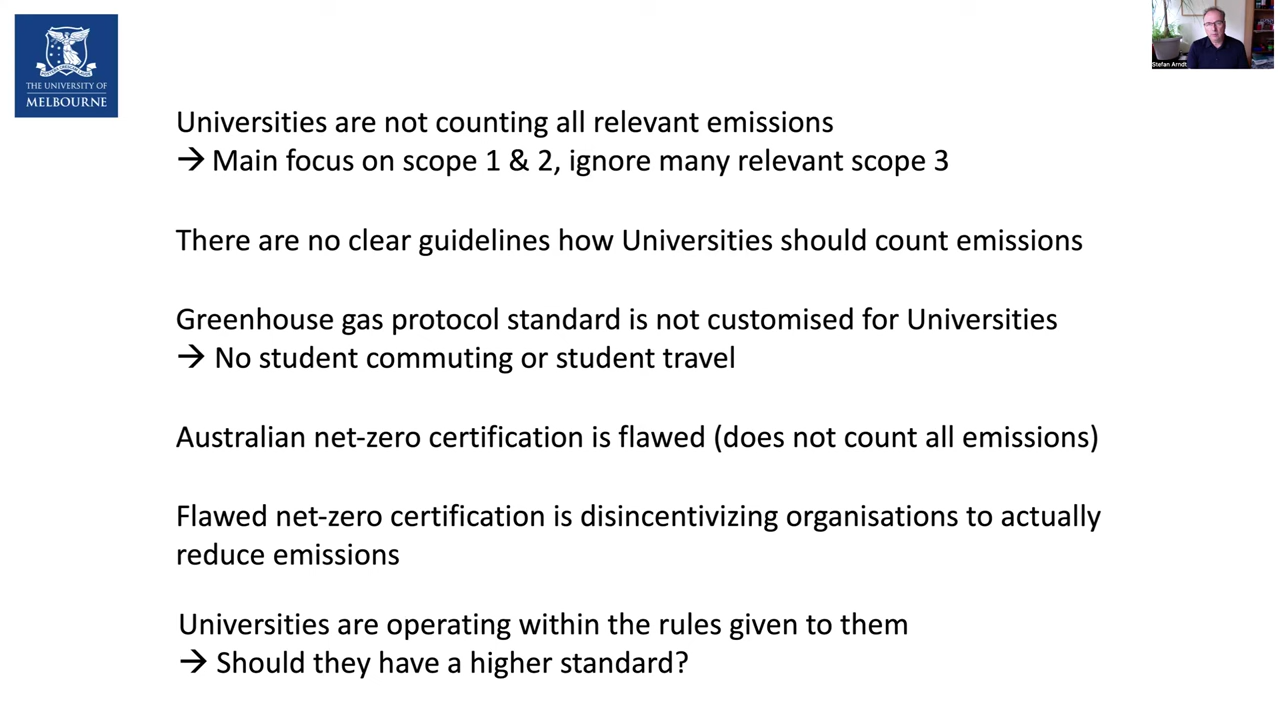 THE UNIVERSITY OF
MELBOURNE
Stefan Arndt
Universities are not counting all relevant emissions
→ Main focus on scope 1 & 2, ignore many relevant scope 3
There are no clear guidelines how Universities should count emissions
Greenhouse gas protocol standard is not customised for Universities
→ No student commuting or student travel
Australian net-zero certification is flawed (does not count all emissions)
Flawed net-zero certification is disincentivizing organisations to actually
reduce emissions
Universities are operating within the rules given to them
→ Should they have a higher standard?